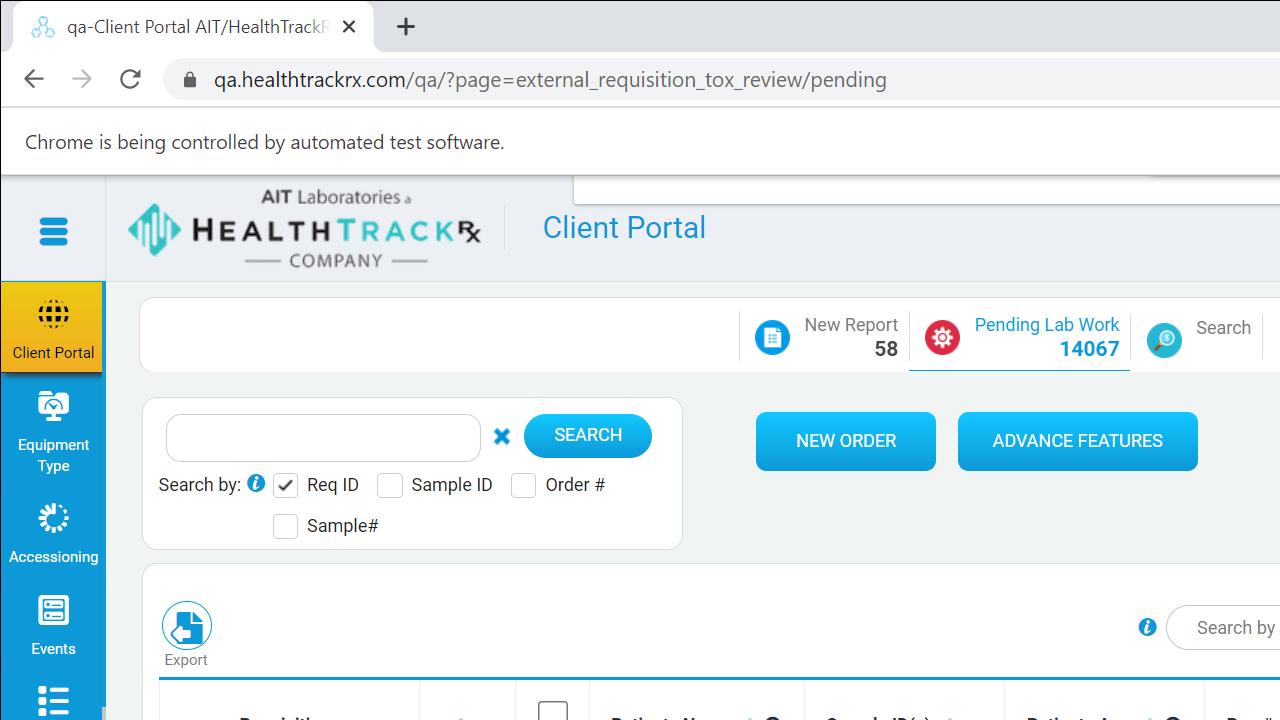 qa-Client Portal AIT/HealthTrackR
qa.healthtrackrx.com/qa/?page=external_requisition_tox_review/pending
Chrome is being controlled by automated test software.
AIT Laboratories a
HEALTHTRACKRx
COMPANY
Client Portal
Client Portal
New Report
58
Pending Lab Work
14067
Search
SEARCH
NEW ORDER
ADVANCE FEATURES
Search by:
Req ID
Sample ID
Order #
Sample#
Equipment
Type
Accessioning
Events
Export
Search by